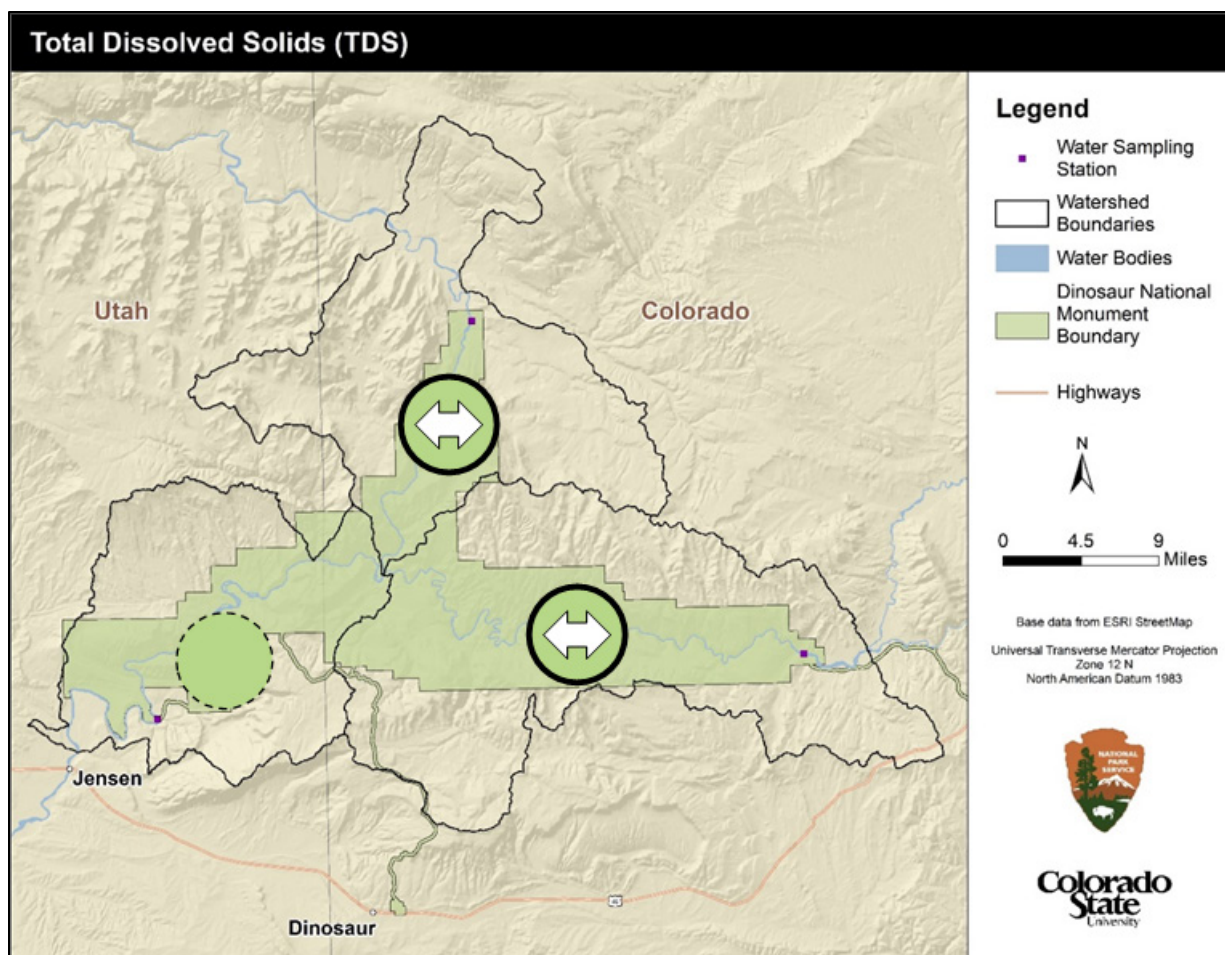 Total Dissolved Solids (TDS)
Utah
Colorado
Jensen
Dinosaur
Legend
Water Sampling
Station
Watershed
Boundaries
Water Bodies
Dinosaur National
Monument
Boundary
Highways
N
0 4.5 9
Miles
Base data from ESRI StreetMap
Universal Transverse Mercator Projection
Zone 12 N
North American Datum 1983
NATIONAL
PARK
SERVICE
Colorado
State
University